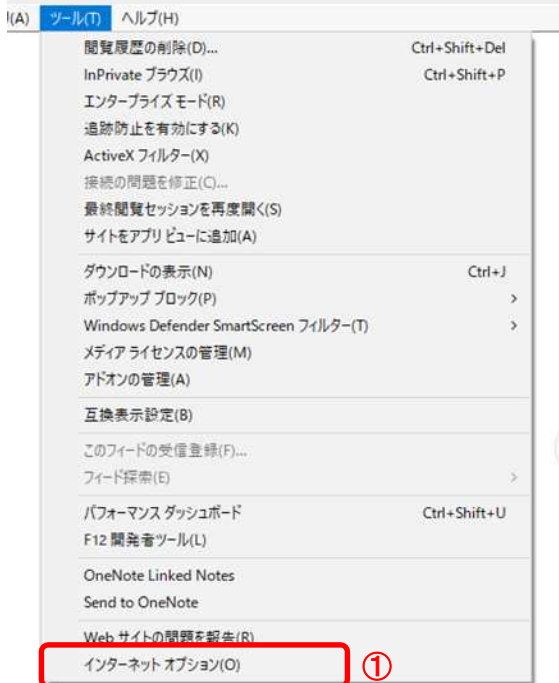 (A) ツール(T) ヘルプ(H)
閲覧履歴の削除(D)... Ctrl+Shift+Del
InPrivate ブラウズ(I) Ctrl+Shift+P
エンタープライズ モード(R)
追跡防止を有効にする(K)
ActiveX フィルター(X)
接続の問題を修正(C)...
最終閲覧セッションを再度開く(S)
サイトをアプリ ビューに追加(A)
ダウンロードの表示(N) Ctrl+J
ポップアップ ブロック(P) >
Windows Defender SmartScreen フィルター(T) >
メディア ライセンスの管理(M)
アドオンの管理(A)
互換表示設定(B)
このフィードの受信登録(F)...
フィード探索(E) >
パフォーマンス ダッシュボード Ctrl+Shift+U
F12 開発者ツール(L)
OneNote Linked Notes
Send to OneNote
Web サイトの問題を報告(R)
インターネット オプション(O) ①